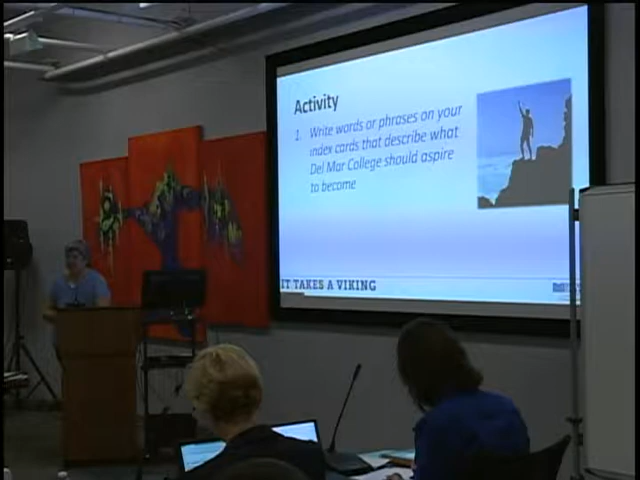 Activity
1. Write words or phrases on your
index cards that describe what
Del Mar College should aspire
to become
IT TAKES A VIKING